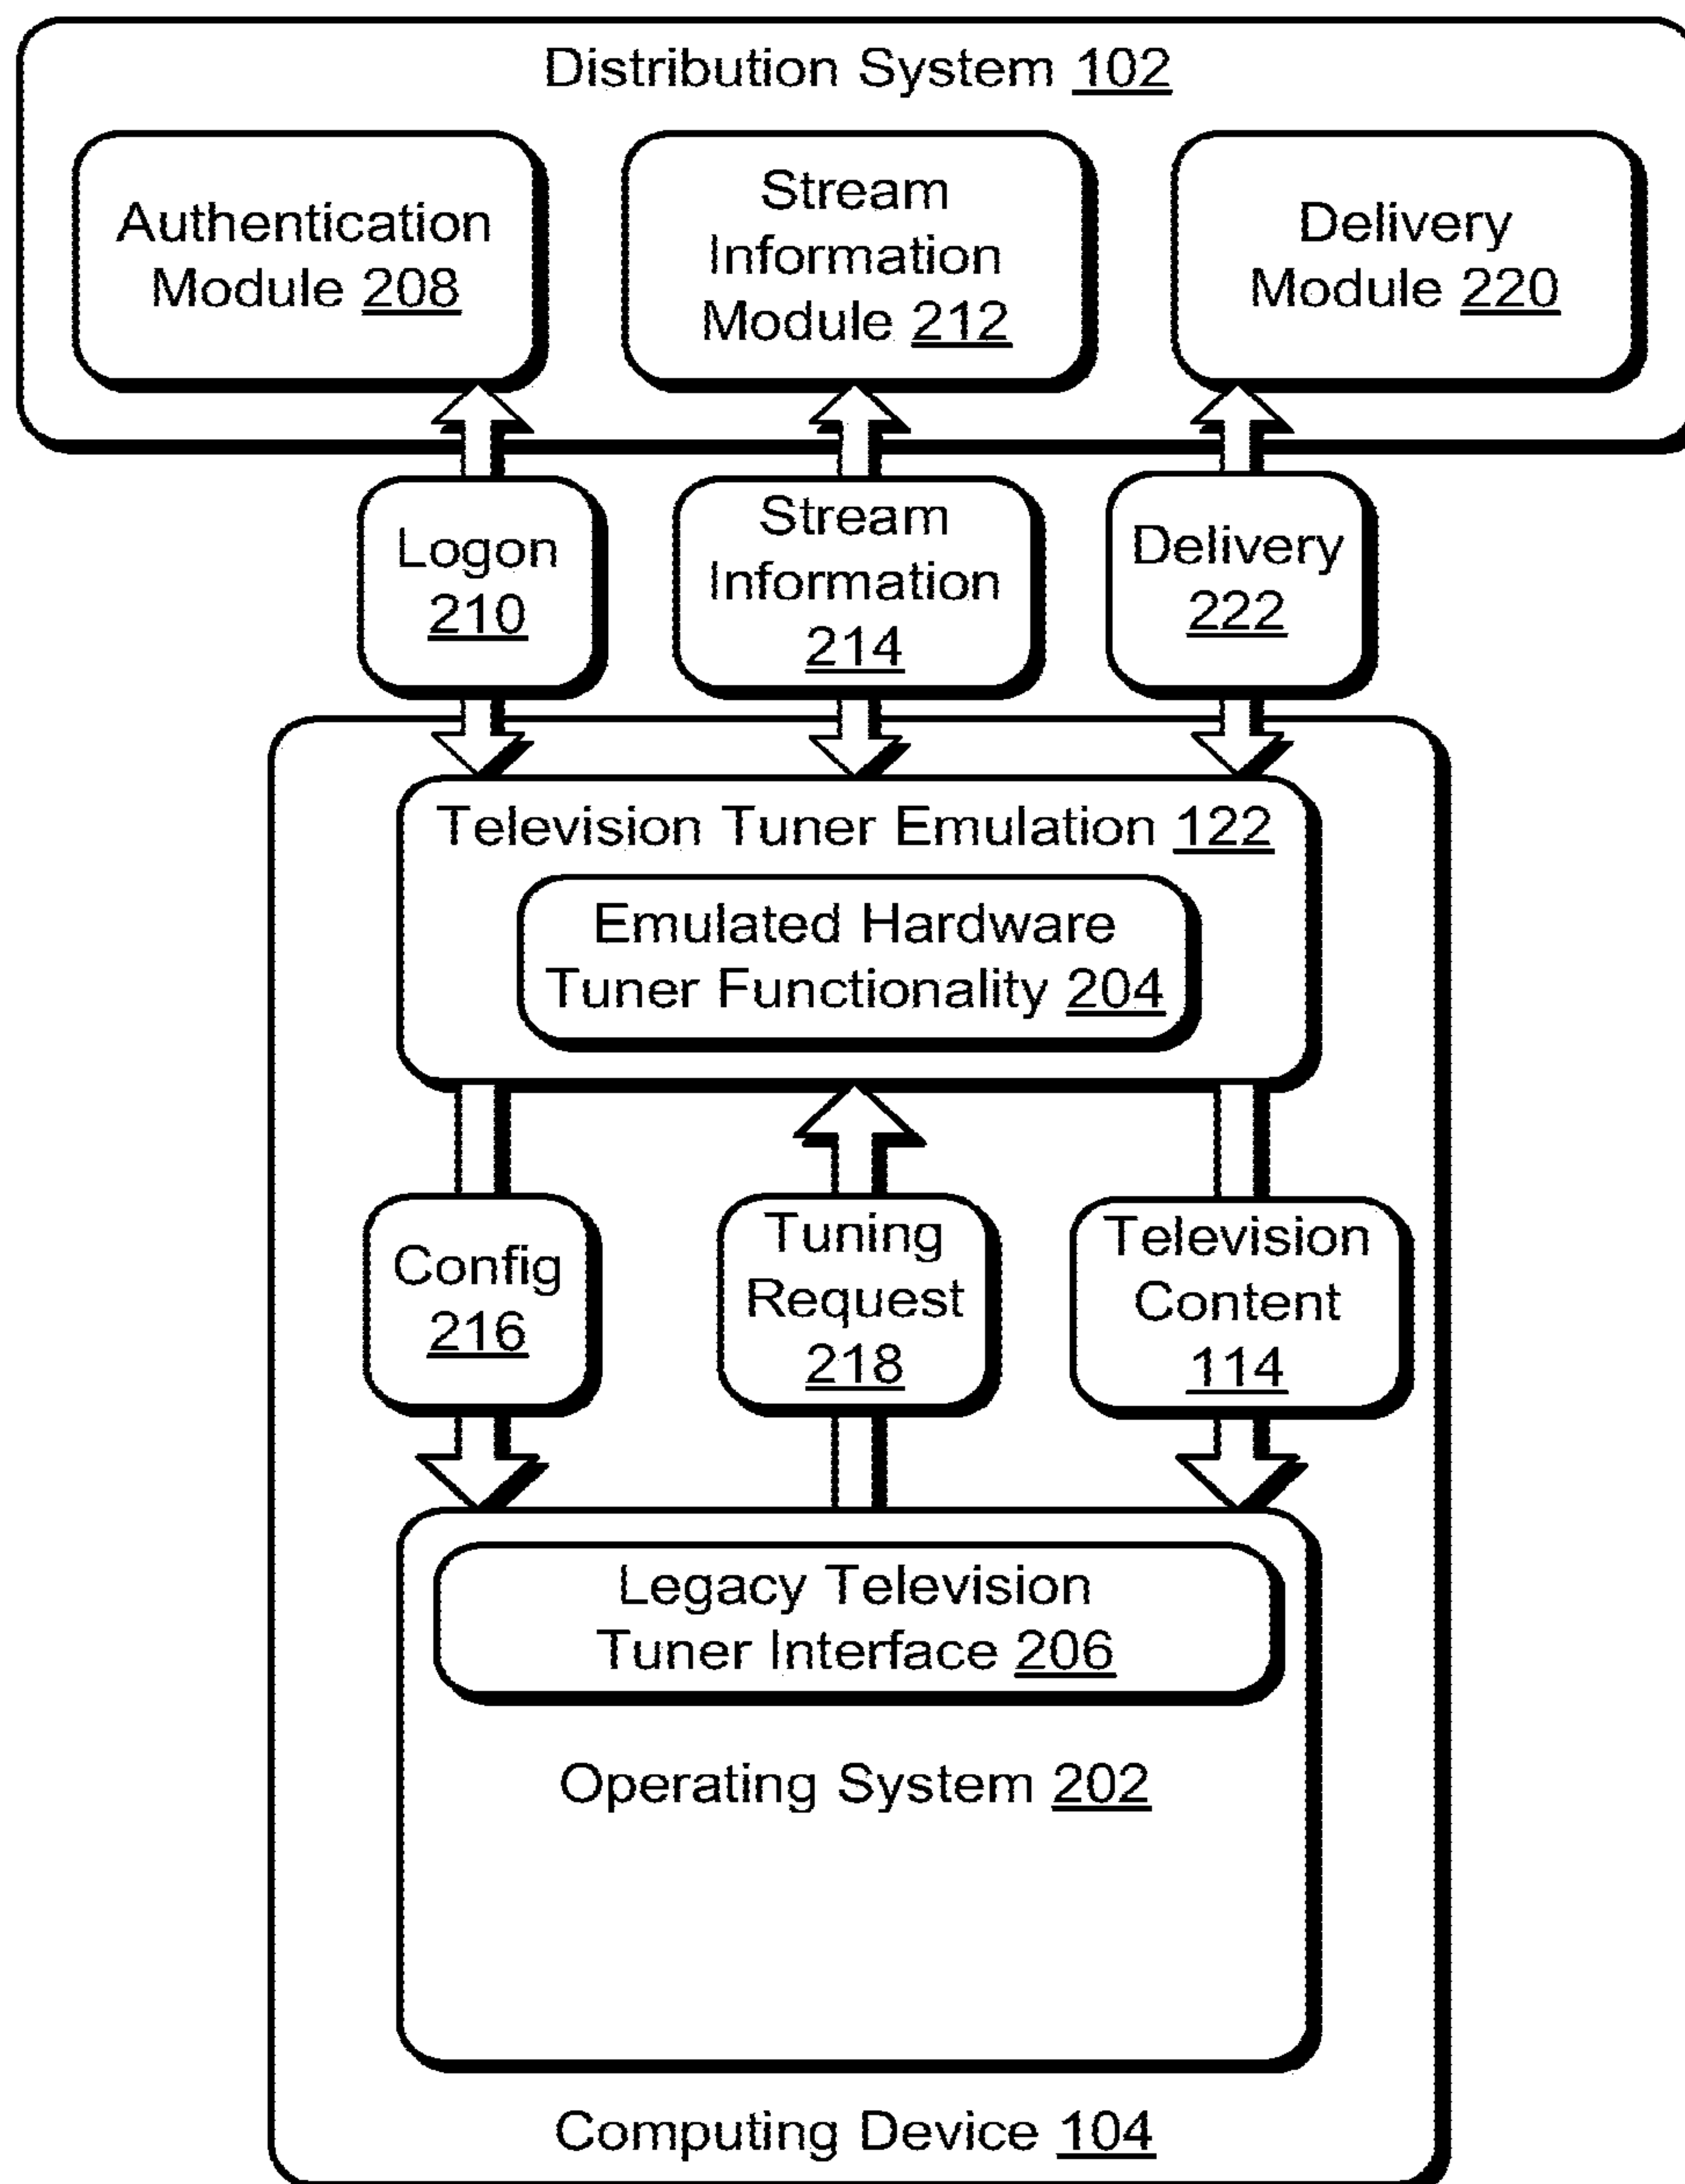 Distribution System 102
Authentication
Module 208
Stream
Information
Module 212
Delivery
Module 220
Logon
210
Stream
Information
214
Delivery
222
Television Tuner Emulation 122
Emulated Hardware
Tuner Functionality 204
Config
216
Tuning
Request
218
Television
Content
114
Legacy Television
Tuner Interface 206
Operating System 202
Computing Device 104